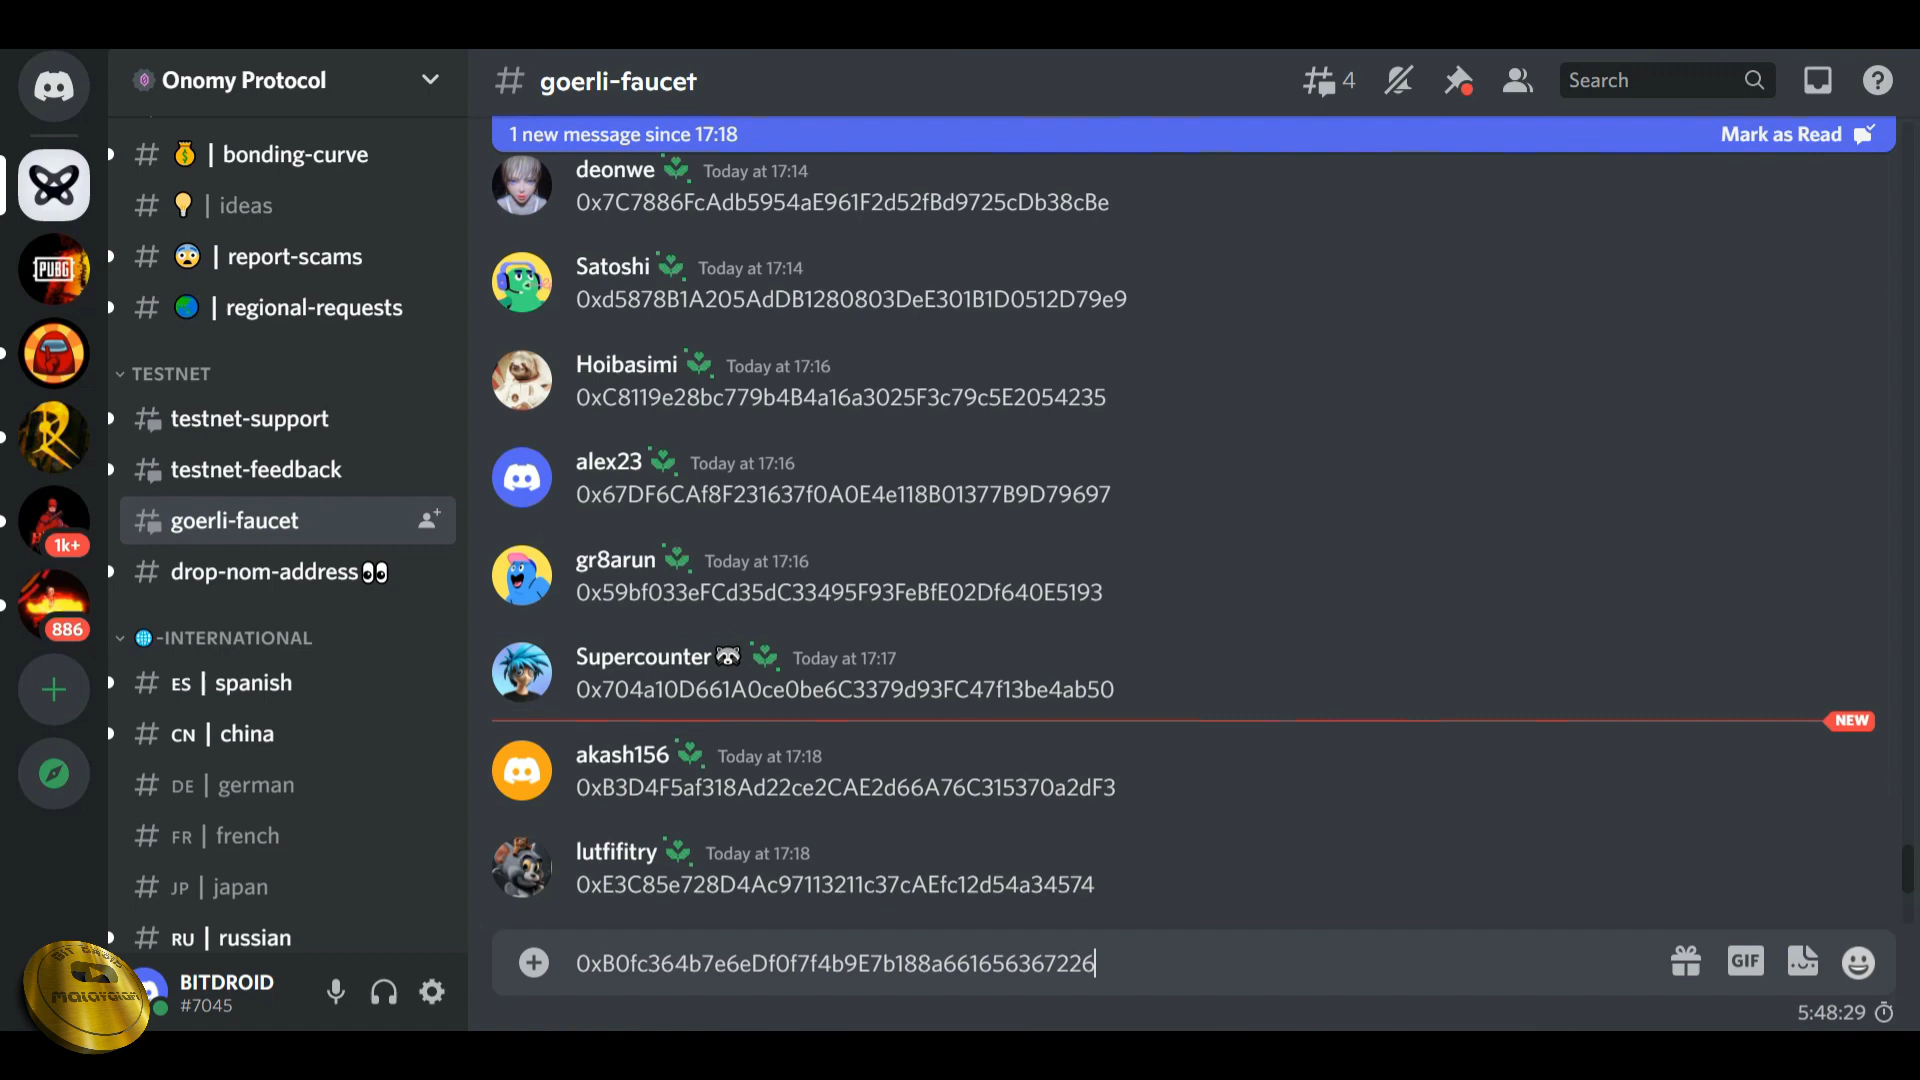 Onomy Protocol
goerli-faucet
4
Search
1 new message since 17:18
Mark as Read
| bonding-curve
| ideas
| report-scams
| regional-requests
TESTNET
testnet-support
testnet-feedback
goerli-faucet
drop-nom-address
-INTERNATIONAL
ES | spanish
CN | china
DE | german
FR | french
JP | japan
RU | russian
PUBG
1k+
886
deonwe Today at 17:14
0x7C7886FcAdb5954aE961F2d52fBd9725cDb38cBe
Satoshi Today at 17:14
0xd5878B1A205AdDB1280803DeE301B1D0512D79e9
Hoibasimi Today at 17:16
0xC8119e28bc779b4B4a16a3025F3c79c5E2054235
alex23 Today at 17:16
0x67DF6CAf8F231637f0A0E4e118B01377B9D79697
gr8arun Today at 17:16
0x59bf033eFCd35dC33495F93FeBfE02Df640E5193
Supercounter Today at 17:17
0x704a10D661A0ce0be6C3379d93FC47f13be4ab50
NEW
akash156 Today at 17:18
0xB3D4F5af318Ad22ce2CAE2d66A76C315370a2dF3
lutfifitry Today at 17:18
0xE3C85e728D4Ac97113211c37cAEfc12d54a34574
0xB0fc364b7e6eDf0f7f4b9E7b188a661656367226
GIF
5:48:29
BITDROID
#7045
BIT DROID
MALAYALAM